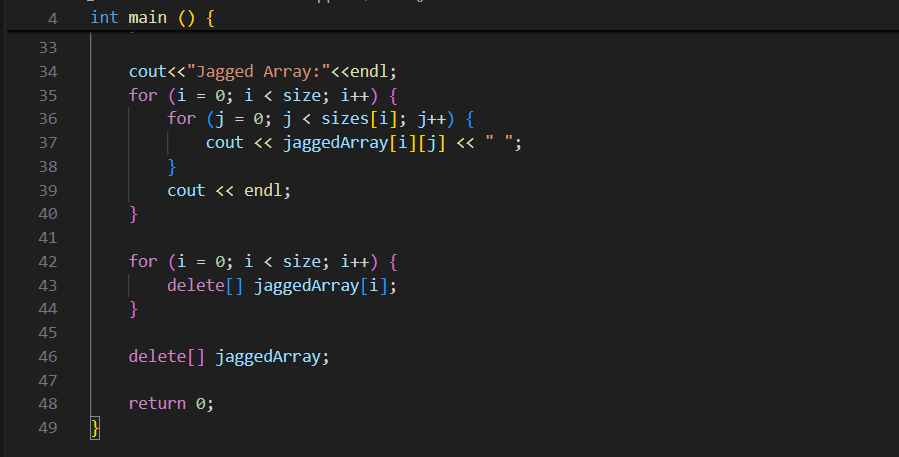 4 int main () {
33
34 cout<<"Jagged Array:"<<endl;
35 for (i = 0; i < size; i++) {
36 for (j = 0; j < sizes[i]; j++) {
37 cout << jaggedArray[i][j] << " ";
38 }
39 cout << endl;
40 }
41
42 for (i = 0; i < size; i++) {
43 delete[] jaggedArray[i];
44 }
45
46 delete[] jaggedArray;
47
48 return 0;
49 }